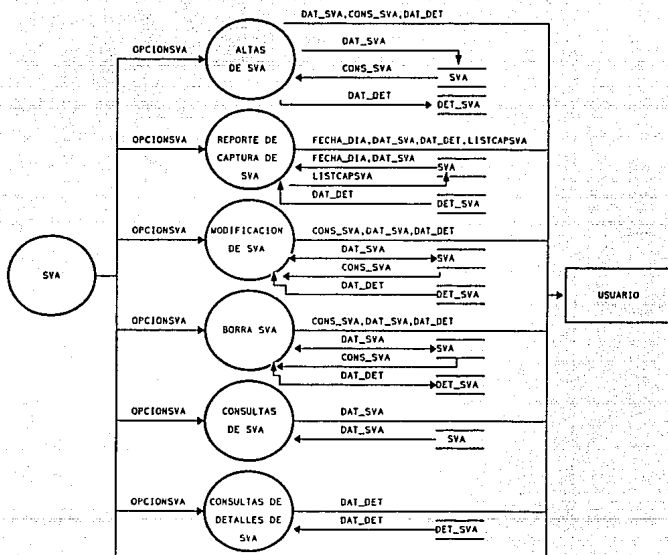 DAT_SVA,CONS_SVA,DAT_DET
OPCIONSVA
ALTAS
DE SVA
DAT_SVA
CONS_SVA
SVA
DAT_DET
DET_SVA
OPCIONSVA
REPORTE DE
CAPTURA DE
SVA
FECHA_DIA,DAT_SVA,DAT_DET,LISTCAPSVA
FECHA_DIA,DAT_SVA
SVA
LISTCAPSVA
DAT_DET
DET_SVA
OPCIONSVA
MODIFICACION
DE SVA
CONS_SVA,DAT_SVA,DAT_DET
DAT_SVA
SVA
CONS_SVA
DAT_DET
DET_SVA
SVA
USUARIO
OPCIONSVA
BORRA SVA
CONS_SVA,DAT_SVA,DAT_DET
DAT_SVA
SVA
CONS_SVA
DAT_DET
DET_SVA
OPCIONSVA
CONSULTAS
DE SVA
DAT_SVA
DAT_SVA
SVA
OPCIONSVA
CONSULTAS DE
DETALLES DE
SVA
DAT_DET
DAT_DET
DET_SVA